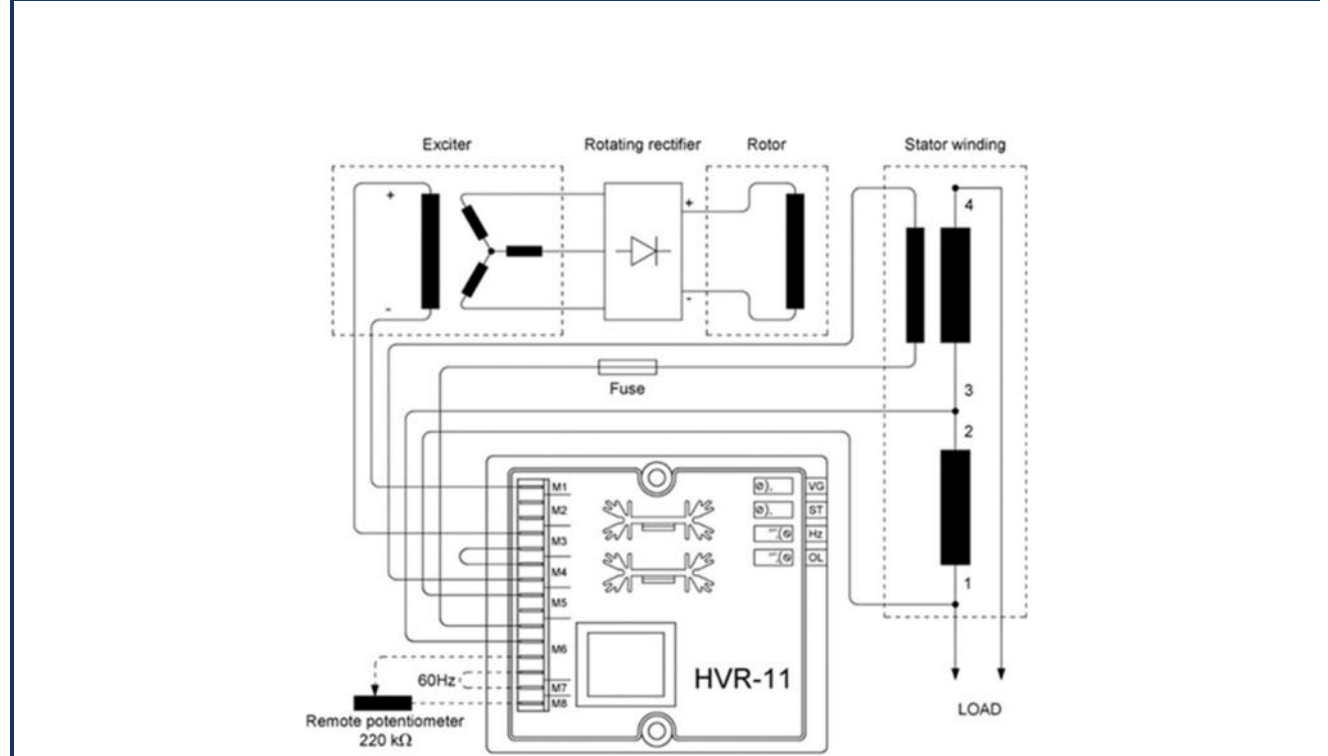 Exciter
Rotating rectifier
Rotor
Stator winding
+
+
-
-
4
Fuse
3
2
M1
VG
M2
ST
M3
Hz
M4
OL
M5
1
M6
60Hz
M7
HVR-11
M8
Remote potentiometer
220 kΩ
LOAD